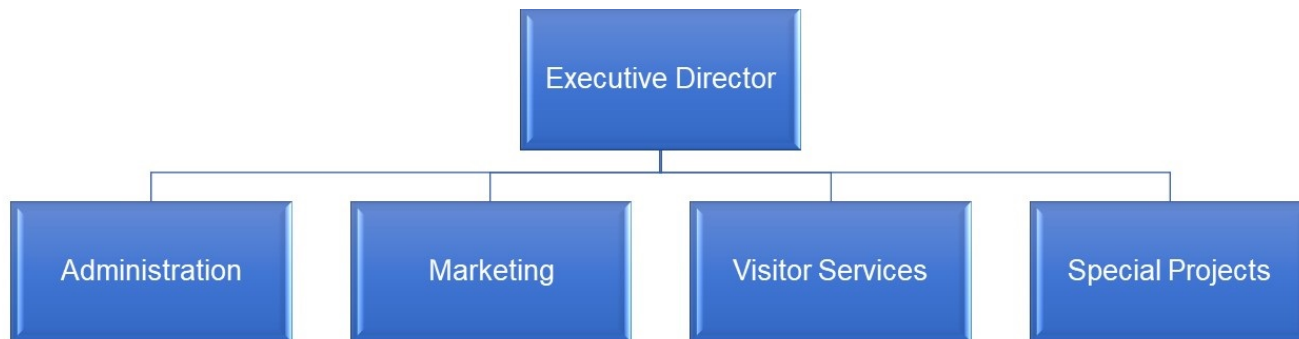 Executive Director
Administration
Marketing
Visitor Services
Special Projects